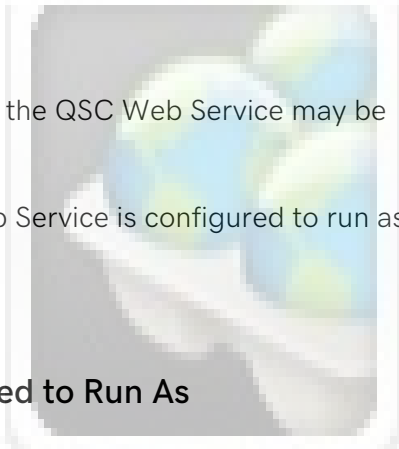 the QSC Web Service may be
Service is configured to run as
ed to Run As